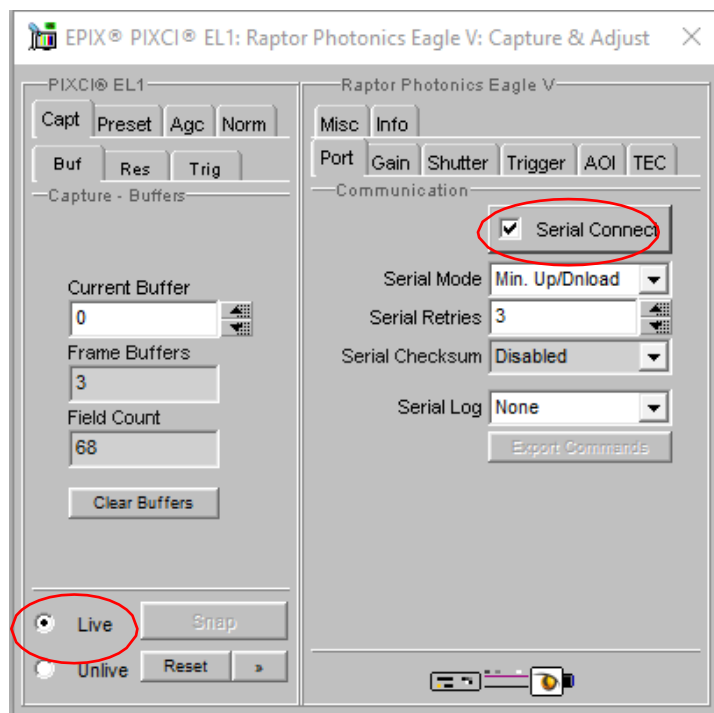 EPIX® PIXCI® EL1: Raptor Photonics Eagle V: Capture & Adjust
PIXCI® EL1
Capt Preset Agc Norm
Buf Res Trig
Capture - Buffers
Current Buffer
0
Frame Buffers
3
Field Count
68
Clear Buffers
Live Snap
Unlive Reset »
Raptor Photonics Eagle V
Misc Info
Port Gain Shutter Trigger AOI TEC
Communication
Serial Connect
Serial Mode Min. Up/Dnload
Serial Retries 3
Serial Checksum Disabled
Serial Log None
Export Commands